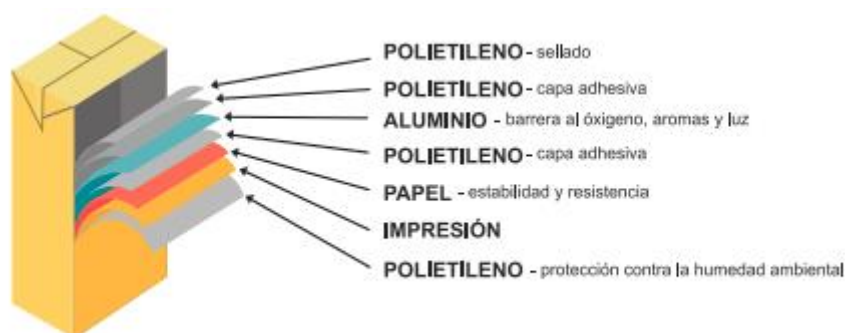 POLIETILENO - sellado
POLIETILENO - capa adhesiva
ALUMINIO - barrera al óxigeno, aromas y luz
POLIETILENO - capa adhesiva
PAPEL - estabilidad y resistencia
IMPRESIÓN
POLIETILENO - protección contra la humedad ambiental